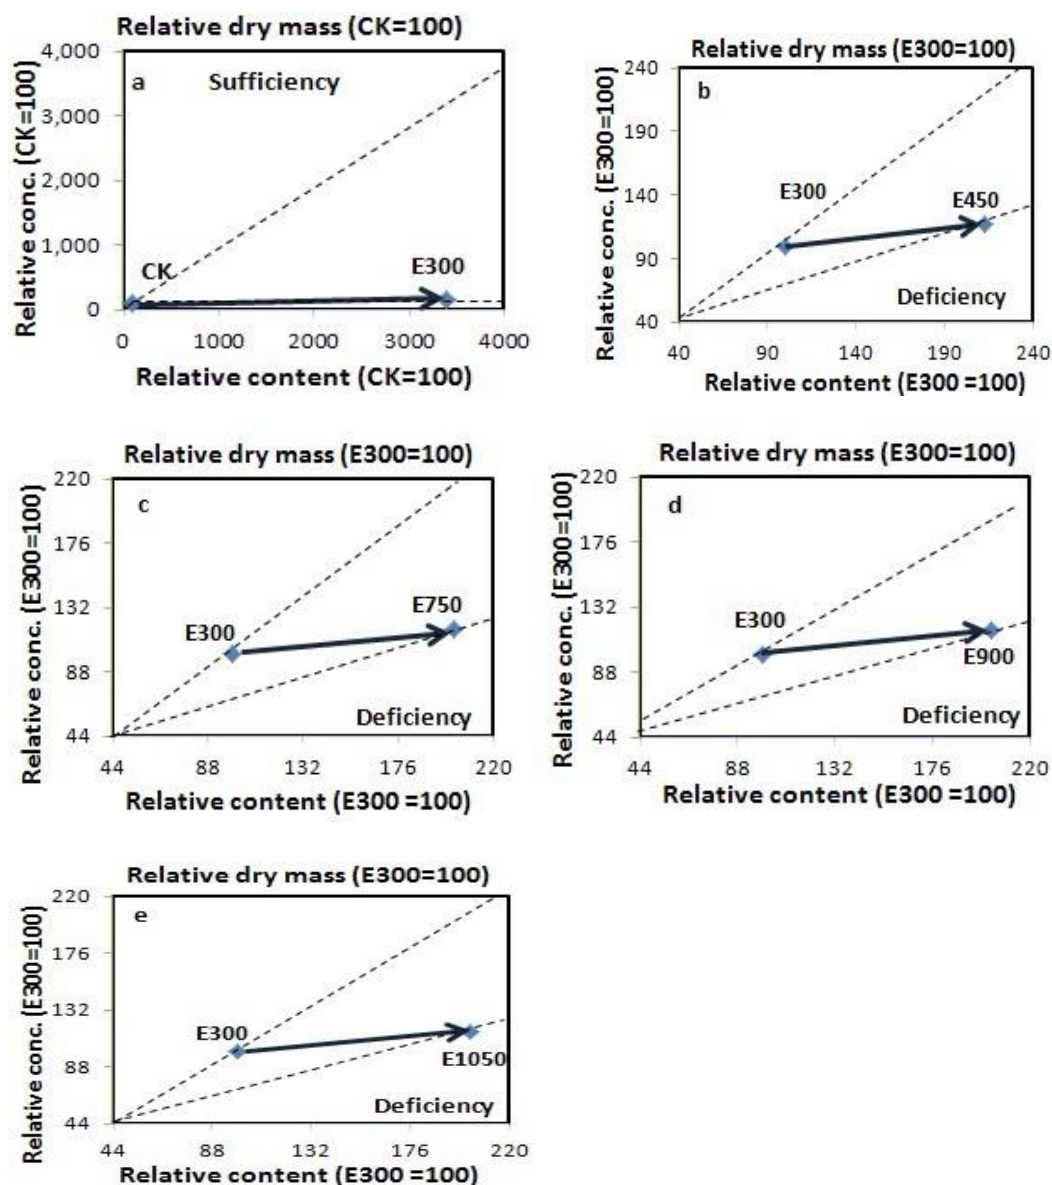 Relative dry mass (CK=100)
4,000
3,000
2,000
1,000
0
Relative conc. (CK=100)
a
Sufficiency
CK
E300
0 1000 2000 3000 4000
Relative content (CK=100)
Relative dry mass (E300=100)
240
190
140
90
40
Relative conc. (E300=100)
b
E300
E450
Deficiency
40 90 140 190 240
Relative content (E300 =100)
Relative dry mass (E300=100)
220
176
132
88
44
Relative conc. (E300=100)
c
E300
E750
Deficiency
44 88 132 176 220
Relative content (E300 =100)
Relative dry mass (E300=100)
220
176
132
88
44
Relative conc. (E300=100)
d
E300
E900
Deficiency
44 88 132 176 220
Relative content (E300 =100)
Relative dry mass (E300=100)
220
176
132
88
44
Relative conc. (E300=100)
e
E300
E1050
Deficiency
44 88 132 176 220
Relative content (E300 =100)